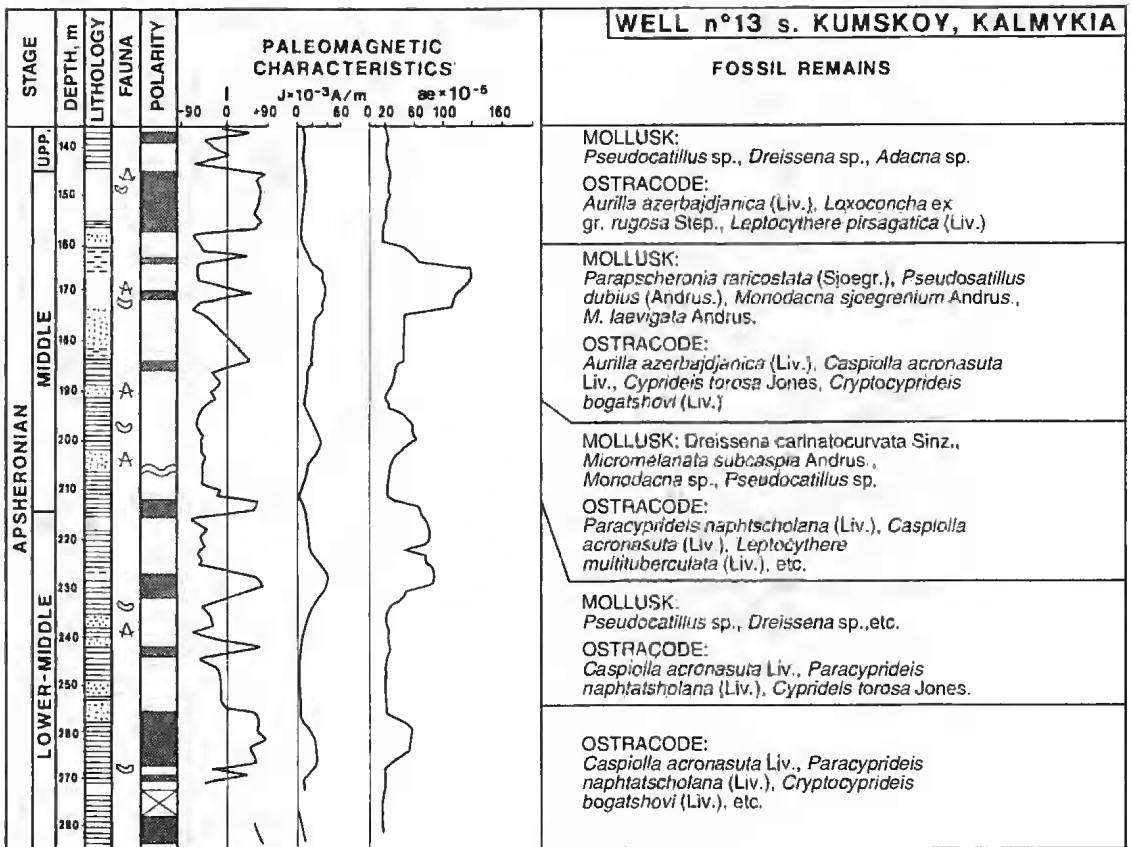 WELL n°13 s. KUMSKOY, KALMYKIA
STAGE
DEPTH, m
LITHOLOGY
FAUNA
POLARITY
PALEOMAGNETIC
CHARACTERISTICS
I
J×10⁻³A/m
æ×10⁻⁵
-90 0 +90 0 60 0 20 60 120 160
FOSSIL REMAINS
APSHERONIAN
UPP.
MIDDLE
LOWER-MIDDLE
140
150
160
170
180
190
200
210
220
230
240
250
260
270
280
MOLLUSK:
Pseudocatillus sp., Dreissena sp., Adacna sp.
OSTRACODE:
Aurilla azerbajdjanica (Liv.), Loxoconcha ex
gr. rugosa Step., Leptocythere pirsagatica (Liv.)
MOLLUSK:
Parapscheronia raricostata (Sjoegr.), Pseudosatillus
dubius (Andrus.), Monodacna sjoegrenium Andrus.,
M. laevigata Andrus.
OSTRACODE:
Aurilla azerbajdjanica (Liv.), Caspiolla acronasuta
Liv., Cyprideis torosa Jones, Cryptocyprideis
bogatshovi (Liv.)
MOLLUSK: Dreissena carinatocurvata Sinz.,
Micromelanata subcaspia Andrus.,
Monodacna sp., Pseudocatillus sp.
OSTRACODE:
Paracyprideis naphtscholana (Liv.), Caspiolla
acronasuta (Liv.), Leptocythere
multituberculata (Liv.), etc.
MOLLUSK:
Pseudocatillus sp., Dreissena sp.,etc.
OSTRACODE:
Caspiolla acronasuta Liv., Paracyprideis
naphtatsholana (Liv.), Cyprideis torosa Jones.
OSTRACODE:
Caspiolla acronasuta Liv., Paracyprideis
naphtatscholana (Liv.), Cryptocyprideis
bogatshovi (Liv.), etc.